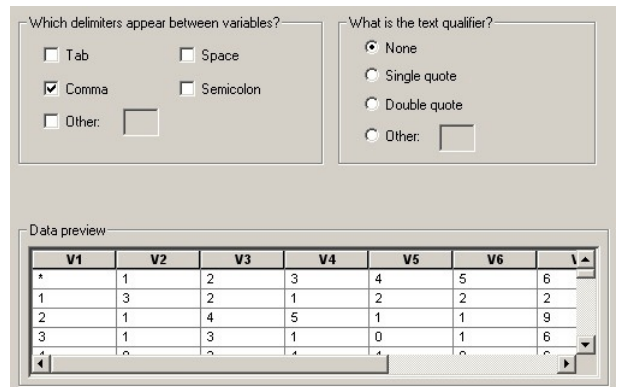 Which delimiters appear between variables?
Tab Space
Comma Semicolon
Other:
What is the text qualifier?
None
Single quote
Double quote
Other:
Data preview
V1 V2 V3 V4 V5 V6
* 1 2 3 4 5 6
1 3 2 1 2 2 2
2 1 4 5 1 1 9
3 1 3 1 0 1 6